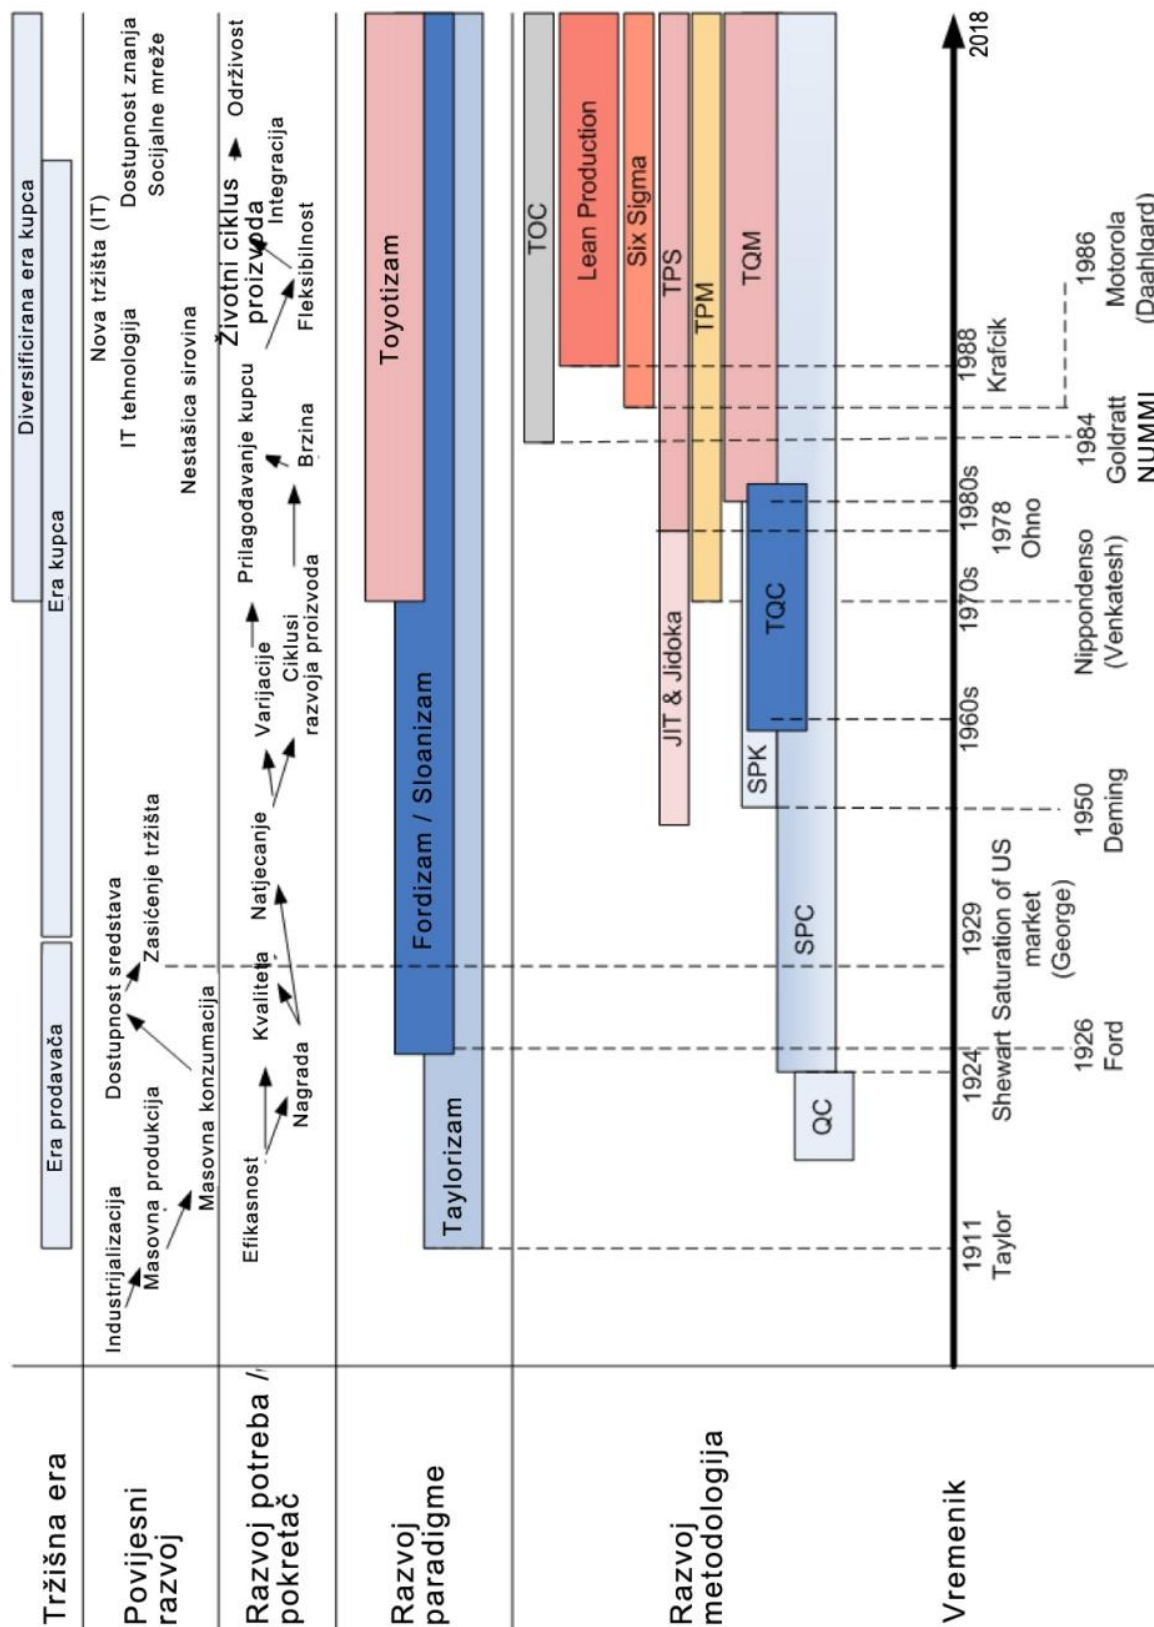 Tržišna era
Era prodavača
Era kupca
Diversificirana era kupca
Povijesni
razvoj
Industrijalizacija
Masovna produkcija
Masovna konzumacija
Dostupnost sredstava
Zasićenje tržišta
Nestašica sirovina
IT tehnologija
Nova tržišta (IT)
Dostupnost znanja
Socijalne mreže
Razvoj potreba /
pokretač
Efikasnost
Nagrada
Kvaliteta
Natjecanje
Varijacije
Ciklusi
razvoja proizvoda
Prilagođavanje kupcu
Brzina
Fleksibilnost
Životni ciklus
proizvoda
Integracija
Održivost
Razvoj
paradigme
Taylorizam
Fordizam / Sloanizam
Toyotizam
Razvoj
metodologija
TOC
Lean Production
Six Sigma
JIT & Jidoka
TPS
TPM
SPK
TQC
TQM
SPC
QC
Vremenik
1911
Taylor
1924
Shewart
1926
Ford
1929
Saturation of US
market
(George)
1950
Deming
1960s
1970s
Nippondenso
(Venkatesh)
1978
Ohno
1980s
1984
Goldratt
NUMMI
1988
Krafcik
1986
Motorola
(Daahlgard)
2018